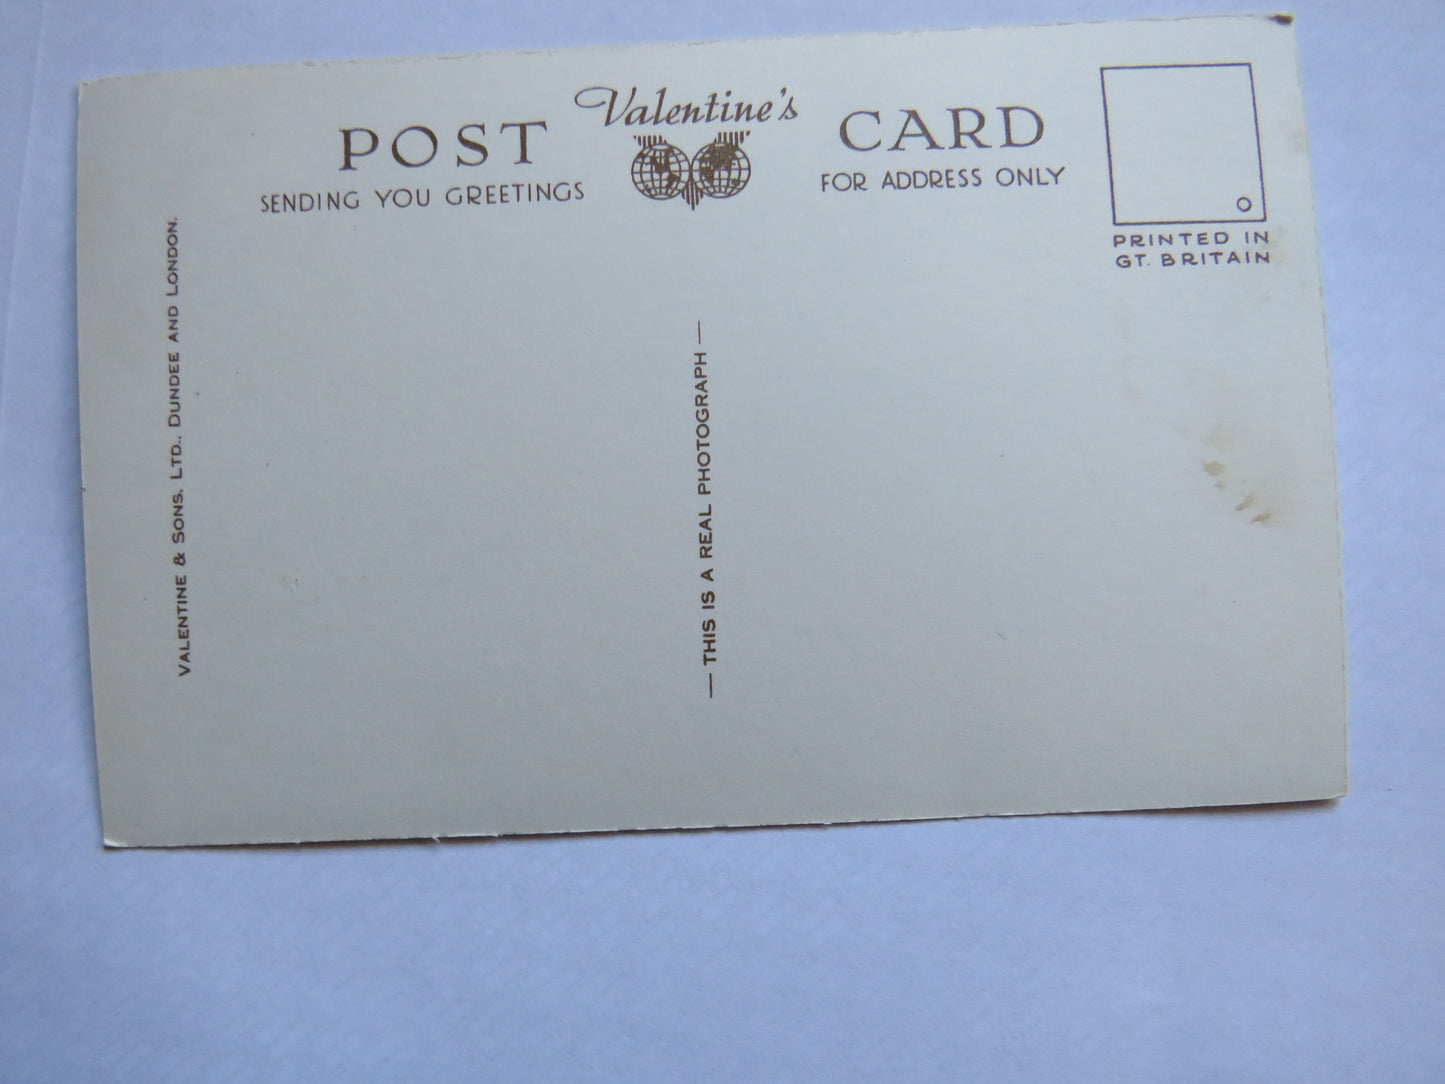 POST
Valentine's
CARD
SENDING YOU GREETINGS
FOR ADDRESS ONLY
PRINTED IN
GT. BRITAIN
VALENTINE & SONS, LTD., DUNDEE AND LONDON.
— THIS IS A REAL PHOTOGRAPH —